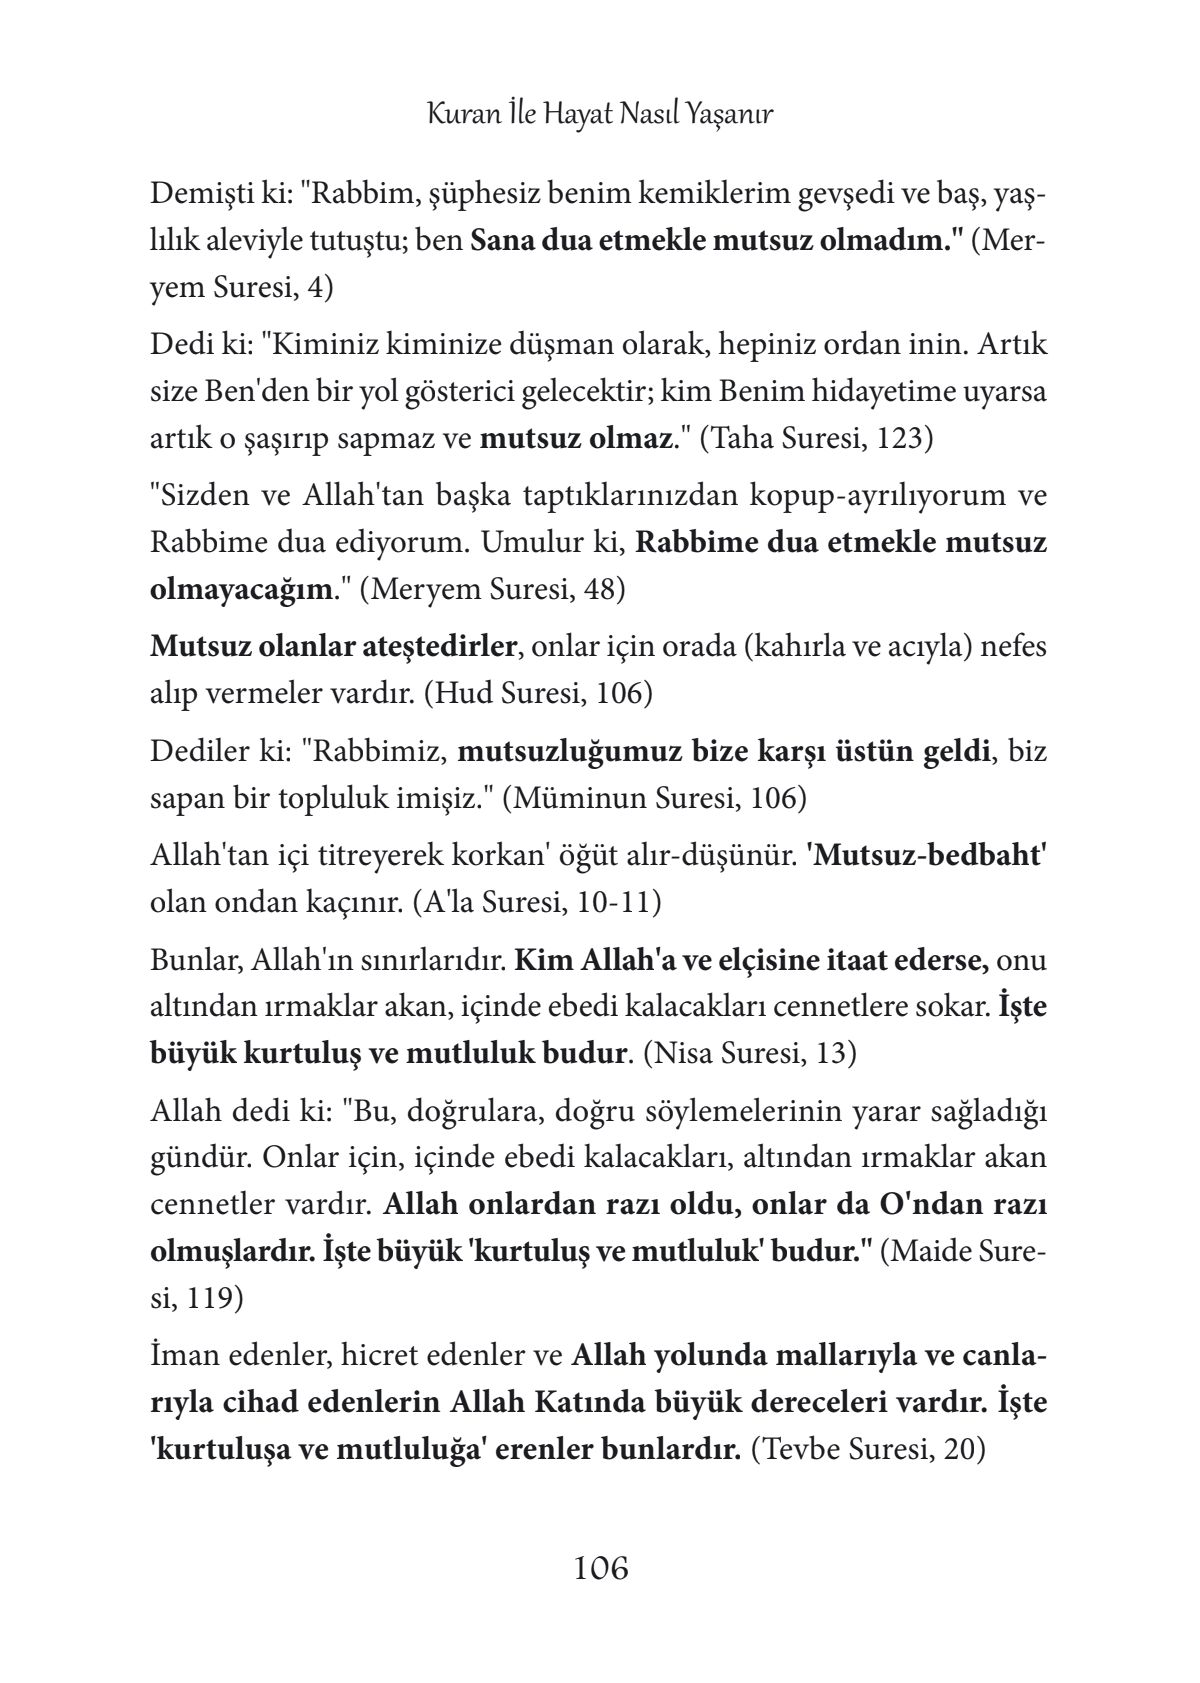 Kuran İle Hayat Nasıl Yaşanır
Demişti ki: "Rabbim, şüphesiz benim kemiklerim gevşedi ve baş, yaş-
lılık aleviyle tutuştu; ben Sana dua etmekle mutsuz olmadım." (Mer-
yem Suresi, 4)
Dedi ki: "Kiminiz kiminize düşman olarak, hepiniz ordan inin. Artık
size Ben'den bir yol gösterici gelecektir; kim Benim hidayetime uyarsa
artık o şaşırıp sapmaz ve mutsuz olmaz." (Taha Suresi, 123)
"Sizden ve Allah'tan başka taptıklarınızdan kopup-ayrılıyorum ve
Rabbime dua ediyorum. Umulur ki, Rabbime dua etmekle mutsuz
olmayacağım." (Meryem Suresi, 48)
Mutsuz olanlar ateştedirler, onlar için orada (kahırla ve acıyla) nefes
alıp vermeler vardır. (Hud Suresi, 106)
Dediler ki: "Rabbimiz, mutsuzluğumuz bize karşı üstün geldi, biz
sapan bir topluluk imişiz." (Müminun Suresi, 106)
Allah'tan içi titreyerek korkan' öğüt alır-düşünür. 'Mutsuz-bedbaht'
olan ondan kaçınır. (A'la Suresi, 10-11)
Bunlar, Allah'ın sınırlarıdır. Kim Allah'a ve elçisine itaat ederse, onu
altından ırmaklar akan, içinde ebedi kalacakları cennetlere sokar. İşte
büyük kurtuluş ve mutluluk budur. (Nisa Suresi, 13)
Allah dedi ki: "Bu, doğrulara, doğru söylemelerinin yarar sağladığı
gündür. Onlar için, içinde ebedi kalacakları, altından ırmaklar akan
cennetler vardır. Allah onlardan razı oldu, onlar da O'ndan razı
olmuşlardır. İşte büyük 'kurtuluş ve mutluluk' budur." (Maide Sure-
si, 119)
İman edenler, hicret edenler ve Allah yolunda mallarıyla ve canla-
rıyla cihad edenlerin Allah Katında büyük dereceleri vardır. İşte
'kurtuluşa ve mutluluğa' erenler bunlardır. (Tevbe Suresi, 20)
106